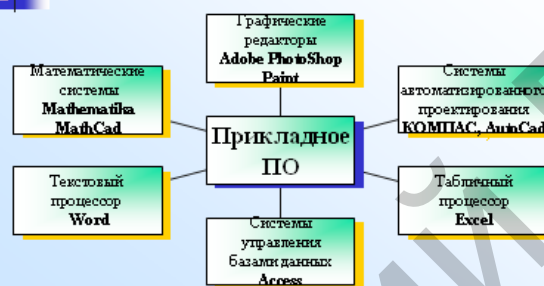 Графические
редакторы
Adobe PhotoShop
Paint
Математические
системы
Mathematika
MathCad
Системы
автоматизированного
проектирования
КОМПАС, AutoCad
Прикладное
ПО
Текстовый
процессор
Word
Табличный
процессор
Excel
Системы
управления
базами данных
Access